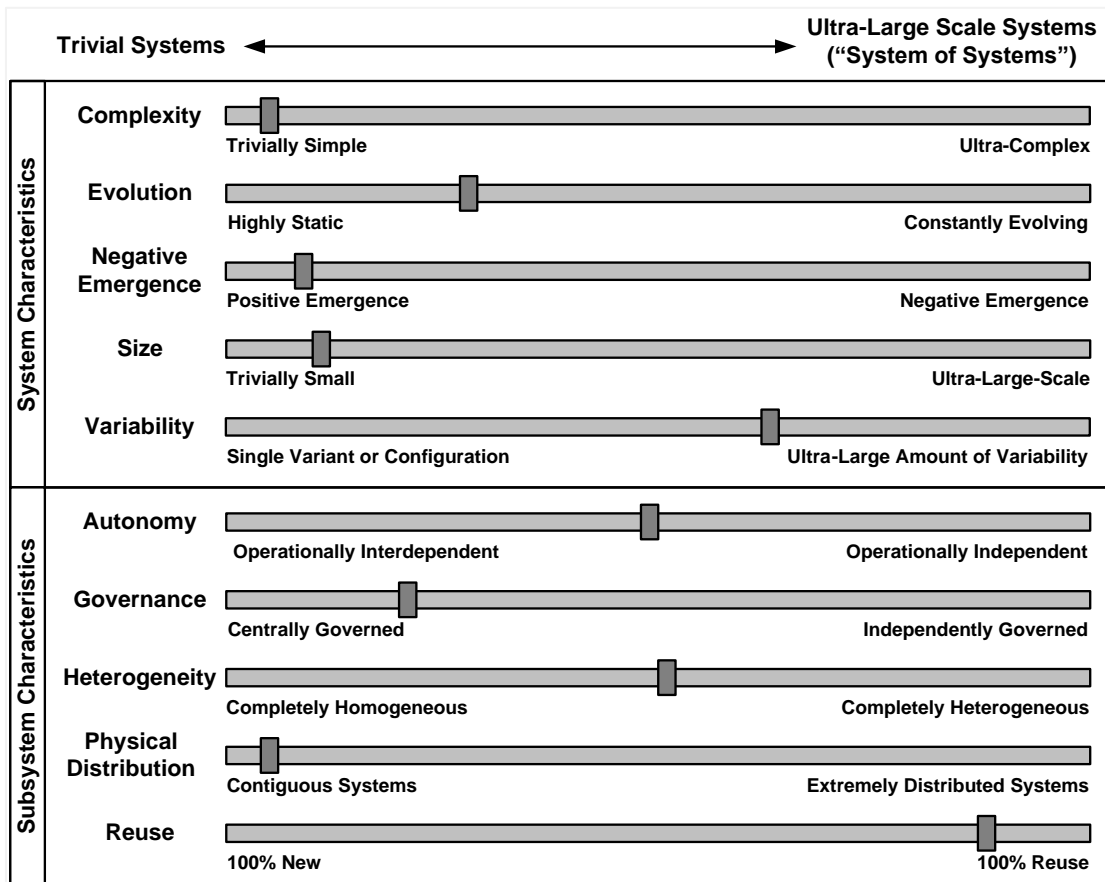 Trivial Systems
Ultra-Large Scale Systems
(“System of Systems”)
System Characteristics
Complexity
Trivially Simple
Ultra-Complex
Evolution
Highly Static
Constantly Evolving
Negative
Emergence
Positive Emergence
Negative Emergence
Size
Trivially Small
Ultra-Large-Scale
Variability
Single Variant or Configuration
Ultra-Large Amount of Variability
Subsystem Characteristics
Autonomy
Operationally Interdependent
Operationally Independent
Governance
Centrally Governed
Independently Governed
Heterogeneity
Completely Homogeneous
Completely Heterogeneous
Physical
Distribution
Contiguous Systems
Extremely Distributed Systems
Reuse
100% New
100% Reuse